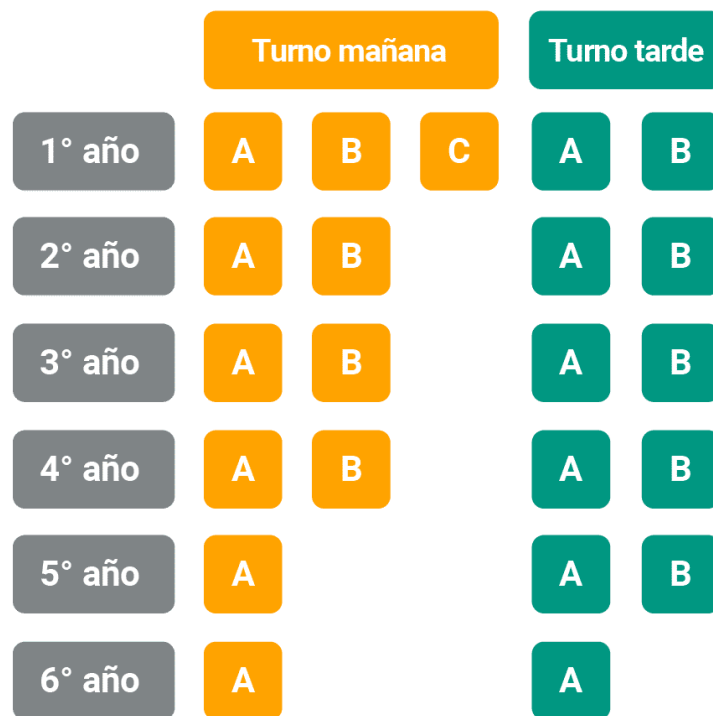 Turno mañana Turno tarde
1° año A B C A B
2° año A B A B
3° año A B A B
4° año A B A B
5° año A A B
6° año A A